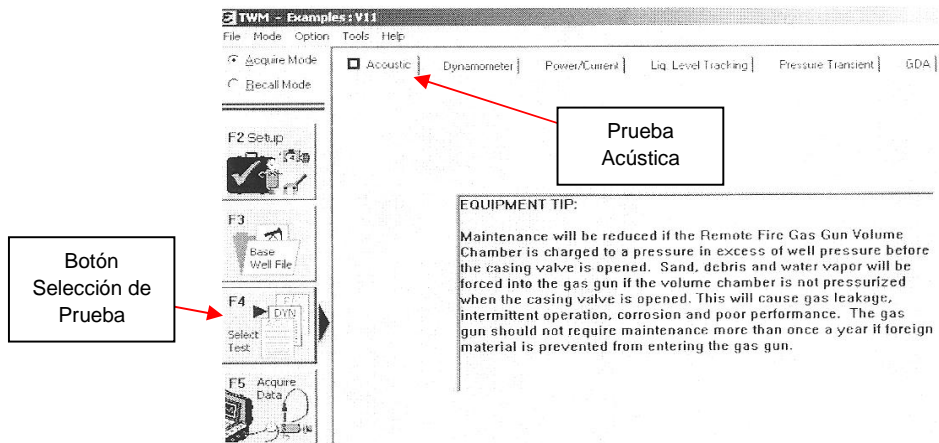 TWM - Examples : V11
File Mode Option Tools Help
Acquire Mode
Recall Mode
Acoustic Dynamometer Power/Current Liq. Level Tracking Pressure Transient GDA
Prueba
Acústica
F2 Setup
EQUIPMENT TIP:
Maintenance will be reduced if the Remote Fire Gas Gun Volume
Chamber is charged to a pressure in excess of well pressure before
the casing valve is opened. Sand, debris and water vapor will be
forced into the gas gun if the volume chamber is not pressurized
when the casing valve is opened. This will cause gas leakage,
intermittent operation, corrosion and poor performance. The gas
gun should not require maintenance more than once a year if foreign
material is prevented from entering the gas gun.
F3
Base
Well File
Botón
Selección de
Prueba
F4
DYN
Select
Test
F5 Acquire
Data